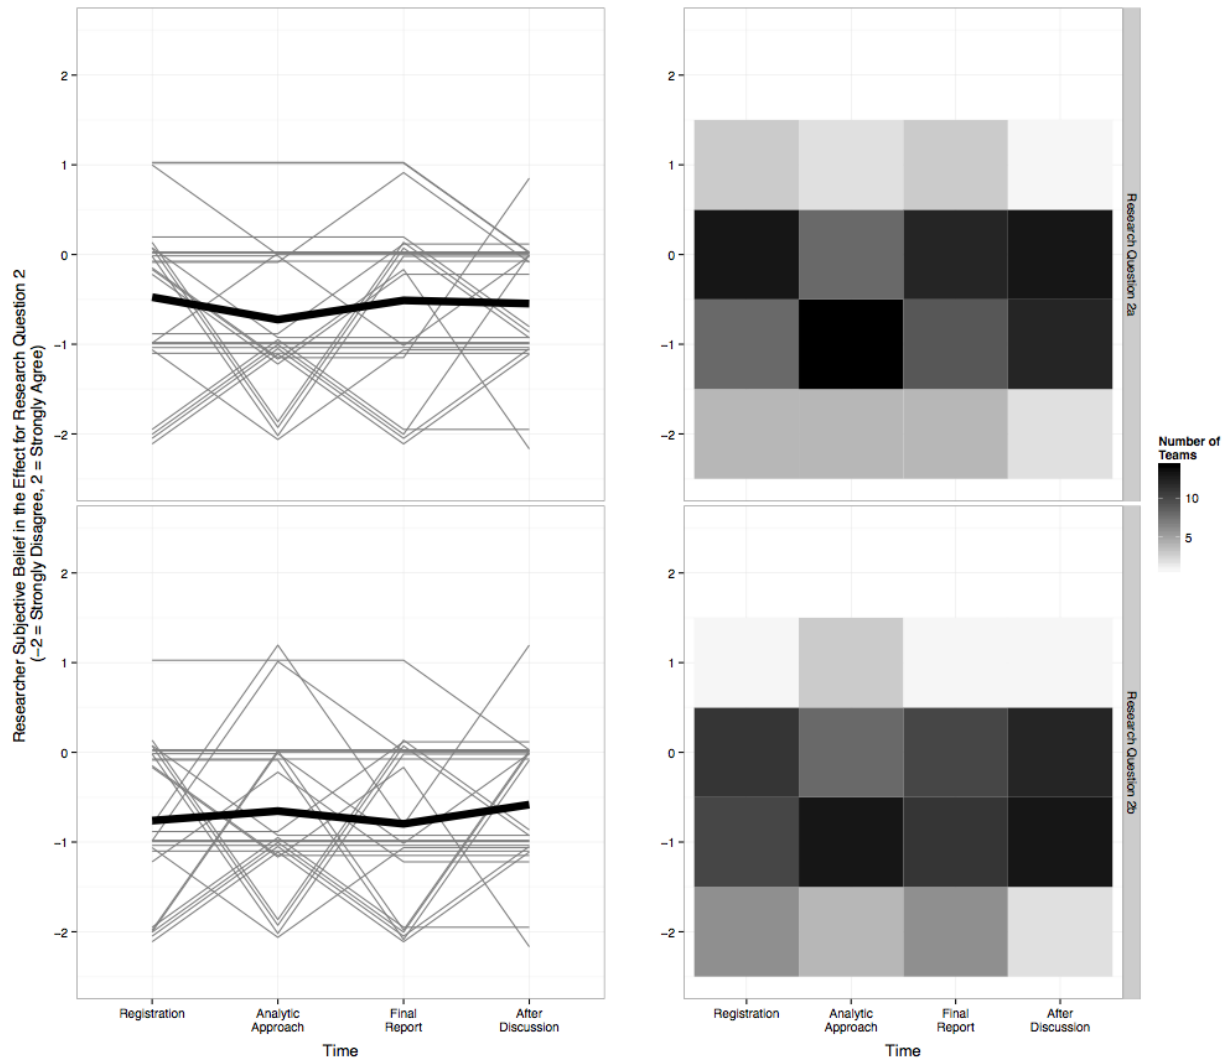 Researcher Subjective Belief in the Effect for Research Question 2
(−2 = Strongly Disagree, 2 = Strongly Agree)
2
1
0
−1
−2
2
1
0
−1
−2
Research Question 2a
2
1
0
−1
−2
2
1
0
−1
−2
Research Question 2b
Number of
Teams
10
5
Registration
Analytic
Approach
Final
Report
After
Discussion
Time
Registration
Analytic
Approach
Final
Report
After
Discussion
Time